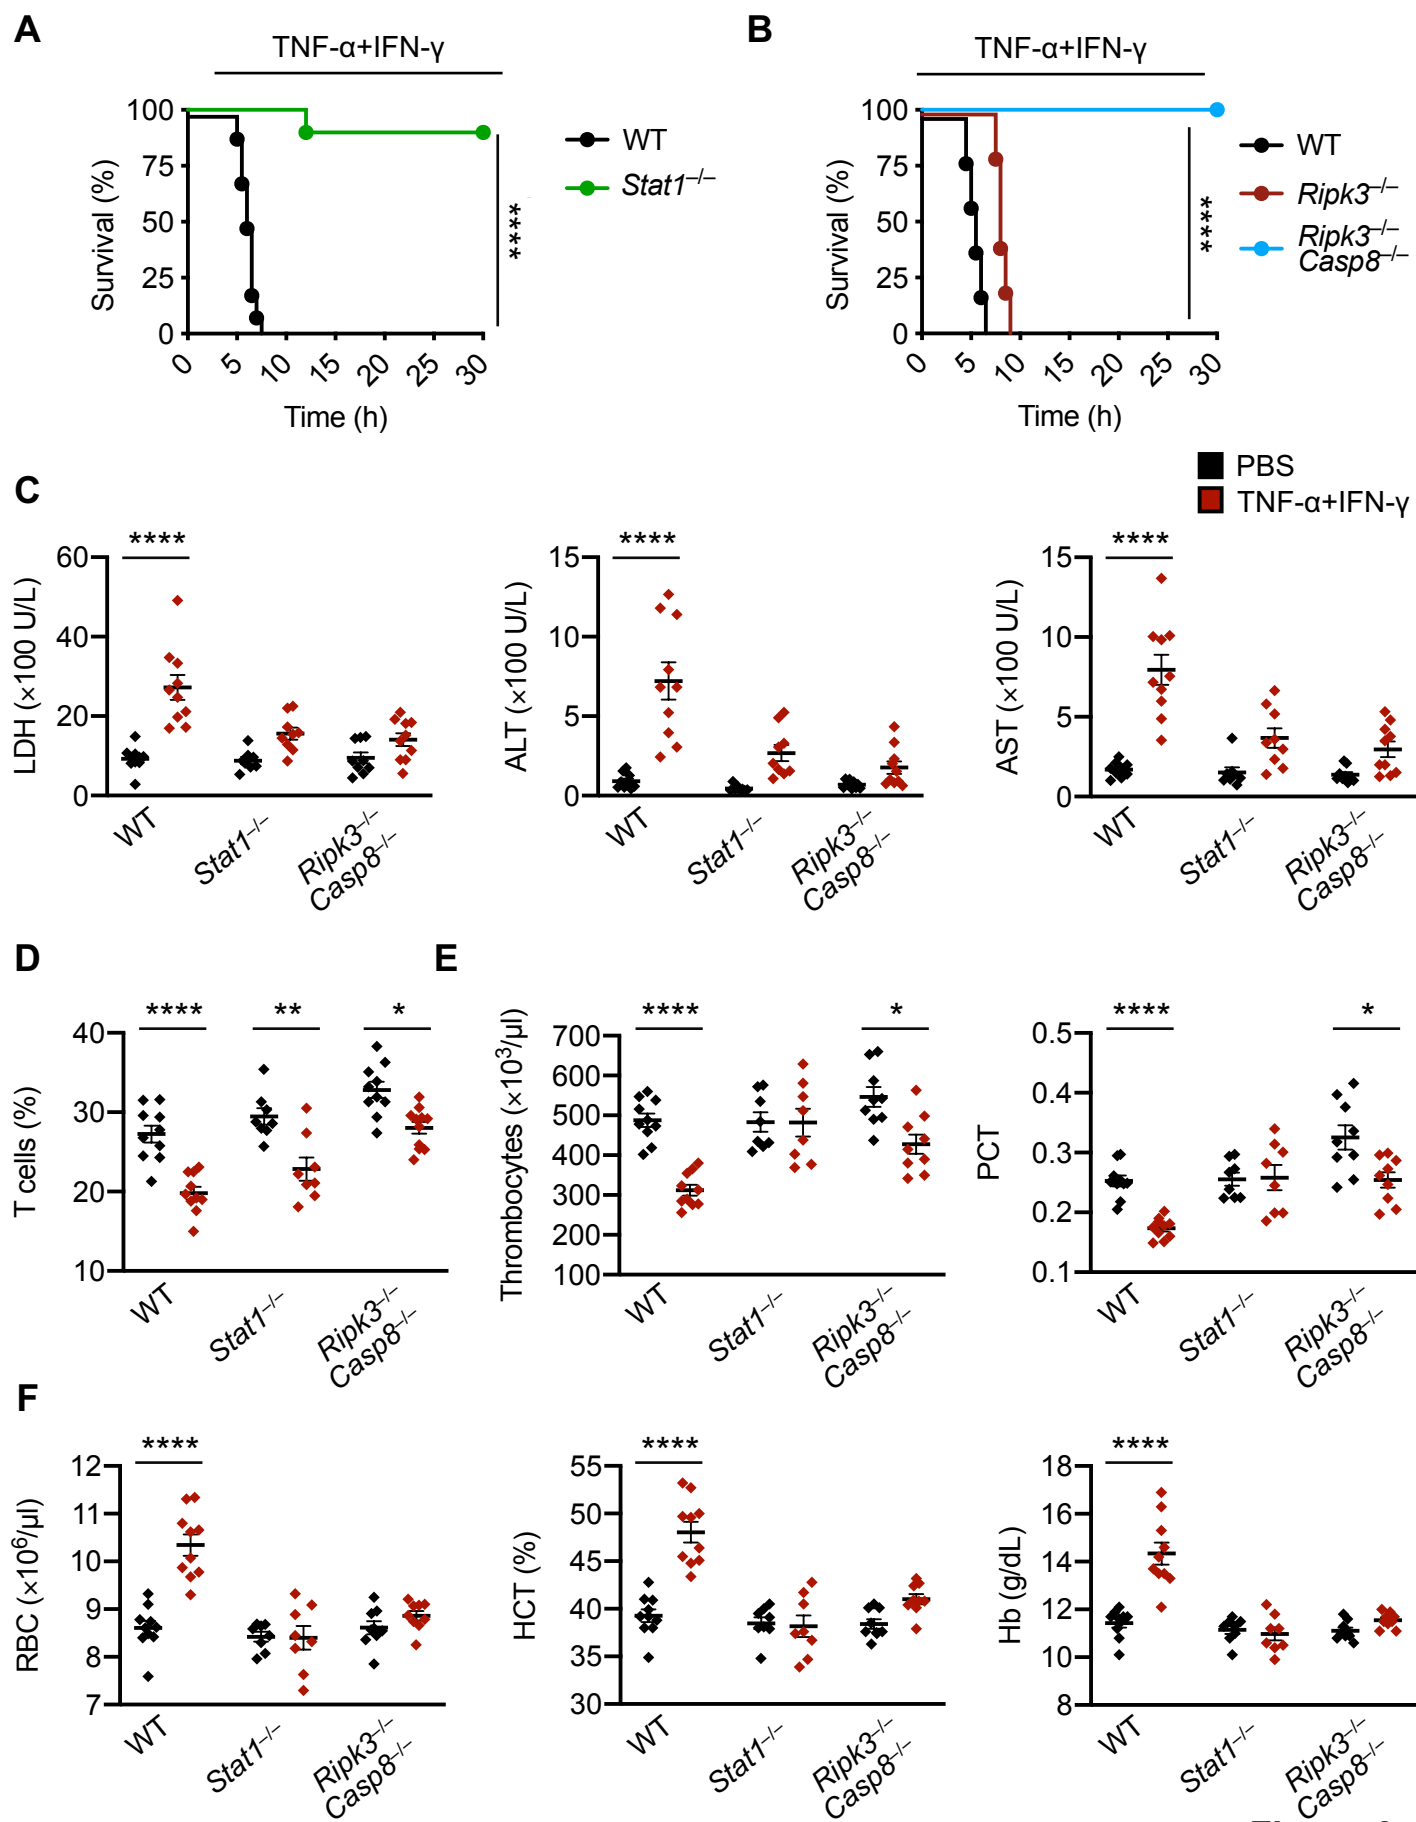 A
TNF-α+IFN-γ
100
75
50
25
0
Survival (%)
0 5 10 15 20 25 30
Time (h)
WT
Stat1–/–
****
B
TNF-α+IFN-γ
100
75
50
25
0
Survival (%)
0 5 10 15 20 25 30
Time (h)
WT
Ripk3–/–
Ripk3–/–
Casp8–/–
****
PBS
TNF-α+IFN-γ
C
****
60
40
20
0
LDH (×100 U/L)
WT
Stat1–/–
Ripk3–/–
Casp8–/–
****
15
10
5
0
ALT (×100 U/L)
WT
Stat1–/–
Ripk3–/–
Casp8–/–
****
15
10
5
0
AST (×100 U/L)
WT
Stat1–/–
Ripk3–/–
Casp8–/–
D
**** ** *
40
30
20
10
T cells (%)
WT
Stat1–/–
Ripk3–/–
Casp8–/–
E
**** *
700
600
500
400
300
200
100
Thrombocytes (×10³/µl)
WT
Stat1–/–
Ripk3–/–
Casp8–/–
**** *
0.5
0.4
0.3
0.2
0.1
PCT
WT
Stat1–/–
Ripk3–/–
Casp8–/–
F
****
12
11
10
9
8
7
RBC (×10⁶/µl)
WT
Stat1–/–
Ripk3–/–
Casp8–/–
****
55
50
45
40
35
30
HCT (%)
WT
Stat1–/–
Ripk3–/–
Casp8–/–
****
18
16
14
12
10
8
Hb (g/dL)
WT
Stat1–/–
Ripk3–/–
Casp8–/–